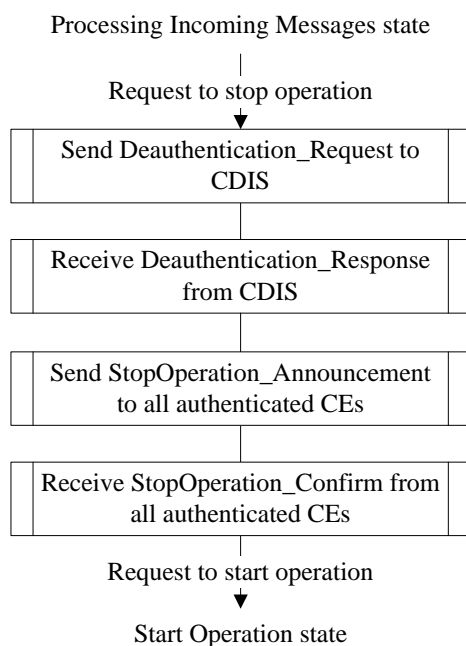 Processing Incoming Messages state
Request to stop operation
Send Deauthentication_Request to
CDIS
Receive Deauthentication_Response
from CDIS
Send StopOperation_Announcement
to all authenticated CEs
Receive StopOperation_Confirm from
all authenticated CEs
Request to start operation
Start Operation state